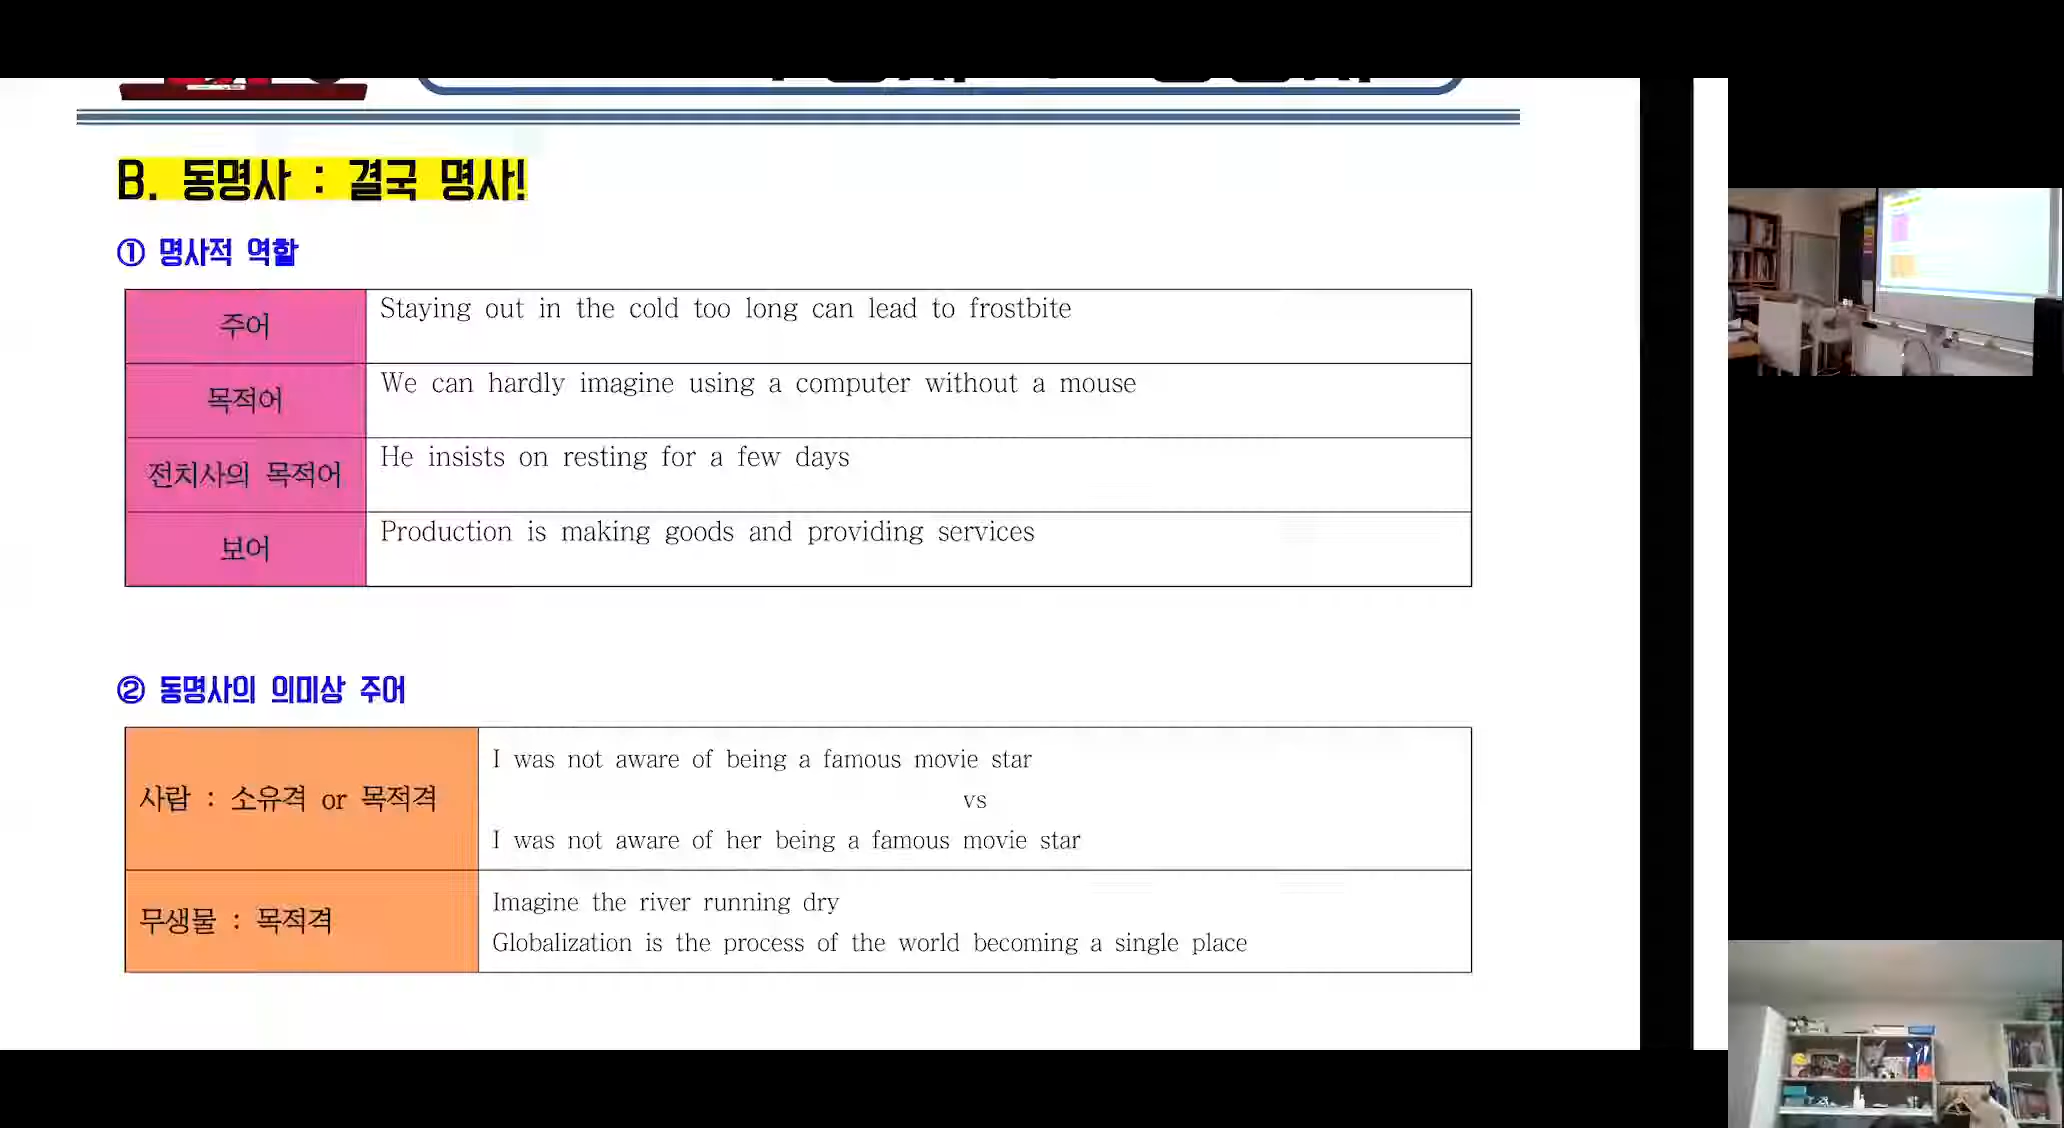 B. 동명사 : 결국 명사!
① 명사적 역할
주어
Staying out in the cold too long can lead to frostbite
목적어
We can hardly imagine using a computer without a mouse
전치사의 목적어
He insists on resting for a few days
보어
Production is making goods and providing services
② 동명사의 의미상 주어
사람 : 소유격 or 목적격
I was not aware of being a famous movie star
vs
I was not aware of her being a famous movie star
무생물 : 목적격
Imagine the river running dry
Globalization is the process of the world becoming a single place